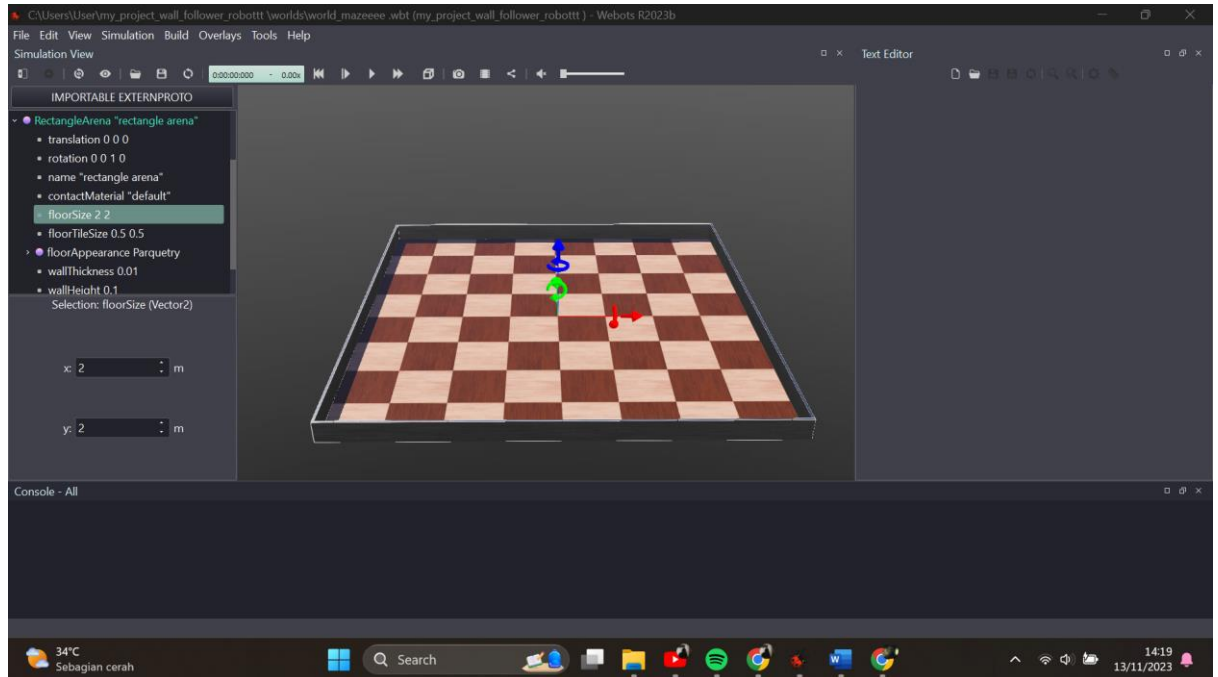 C:\Users\User\my_project_wall_follower_robottt \worlds\world_mazeeee .wbt (my_project_wall_follower_robottt ) - Webots R2023b
File Edit View Simulation Build Overlays Tools Help
Simulation View
Text Editor
0:00:00:000 - 0.00x
IMPORTABLE EXTERNPROTO
RectangleArena "rectangle arena"
translation 0 0 0
rotation 0 0 1 0
name "rectangle arena"
contactMaterial "default"
floorSize 2 2
floorTileSize 0.5 0.5
floorAppearance Parquetry
wallThickness 0.01
wallHeight 0.1
Selection: floorSize (Vector2)
x: 2 m
y: 2 m
Console - All
34°C
Sebagian cerah
Search
14:19
13/11/2023